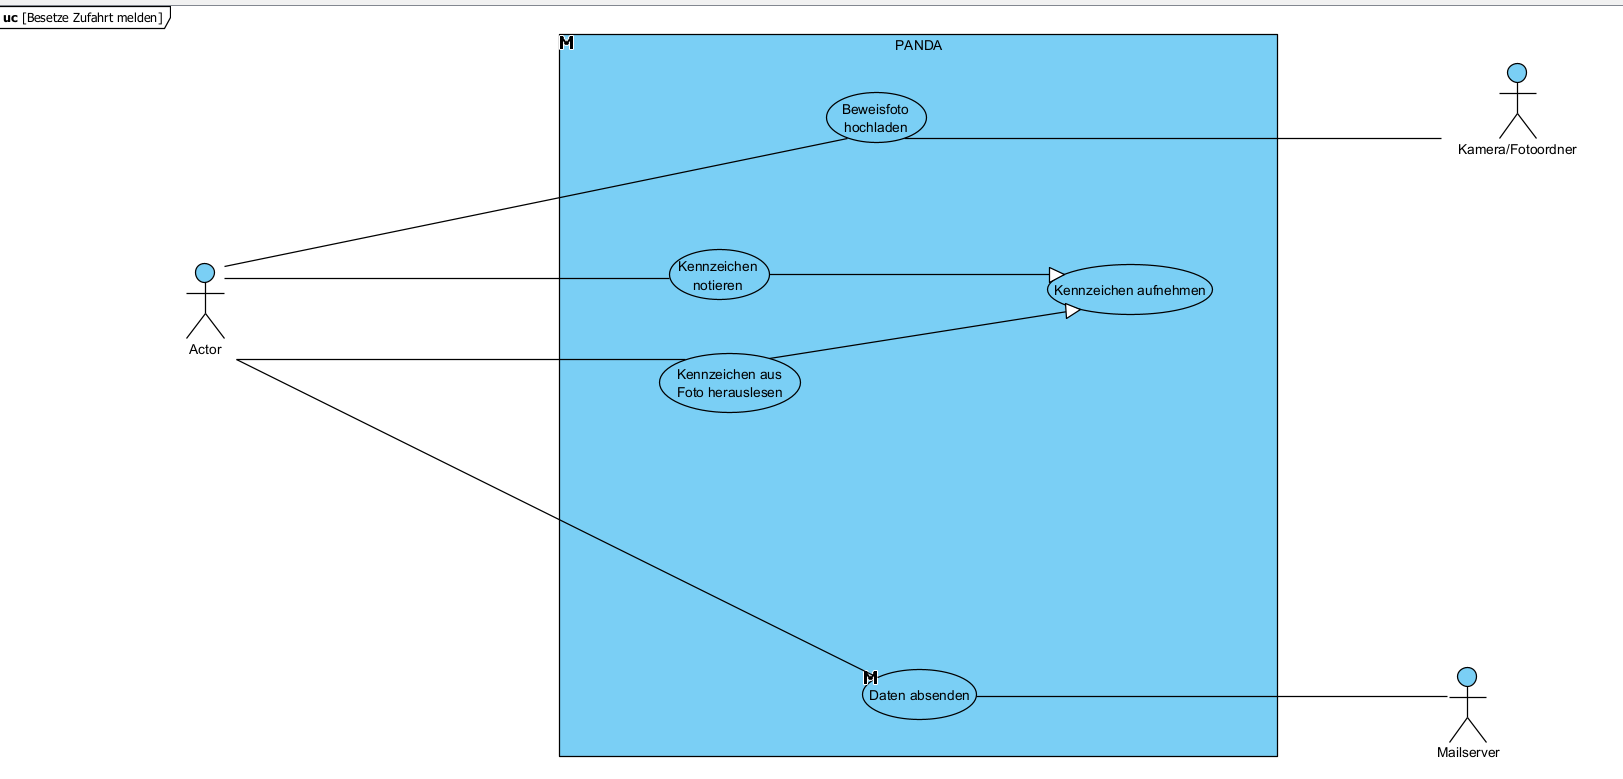 uc [Besetze Zufahrt melden]
M
PANDA
Beweisfoto
hochladen
Kamera/Fotoordner
Kennzeichen
notieren
Kennzeichen aufnehmen
Actor
Kennzeichen aus
Foto herauslesen
M
Daten absenden
Mailserver